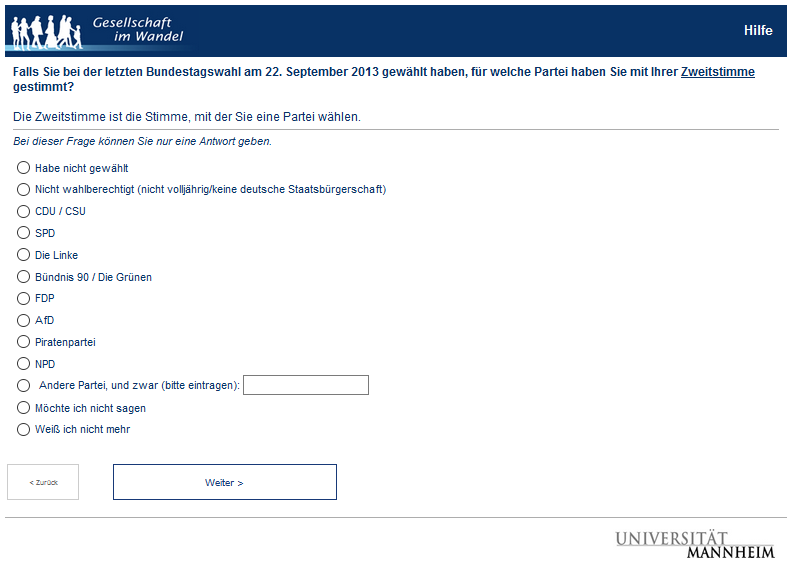 Gesellschaft
im Wandel
Hilfe
Falls Sie bei der letzten Bundestagswahl am 22. September 2013 gewählt haben, für welche Partei haben Sie mit Ihrer Zweitstimme
gestimmt?
Die Zweitstimme ist die Stimme, mit der Sie eine Partei wählen.
Bei dieser Frage können Sie nur eine Antwort geben.
Habe nicht gewählt
Nicht wahlberechtigt (nicht volljährig/keine deutsche Staatsbürgerschaft)
CDU / CSU
SPD
Die Linke
Bündnis 90 / Die Grünen
FDP
AfD
Piratenpartei
NPD
Andere Partei, und zwar (bitte eintragen):
Möchte ich nicht sagen
Weiß ich nicht mehr
< Zurück
Weiter >
UNIVERSITÄT
MANNHEIM